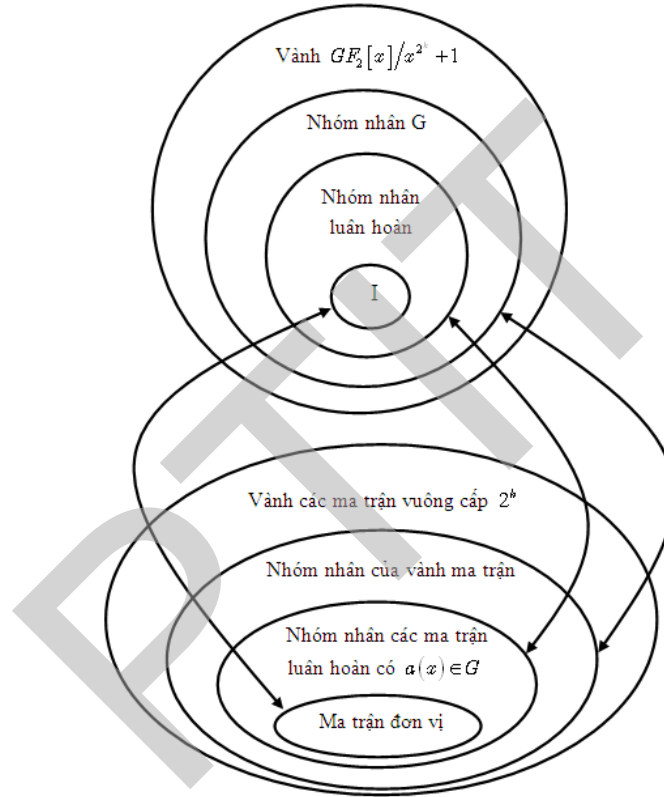 Vành GF₂[x]/x^{2^k} + 1
Nhóm nhân G
Nhóm nhân
luân hoàn
I
Vành các ma trận vuông cấp 2^k
Nhóm nhân của vành ma trận
Nhóm nhân các ma trận
luân hoàn có a(x) ∈ G
Ma trận đơn vị
PTIT